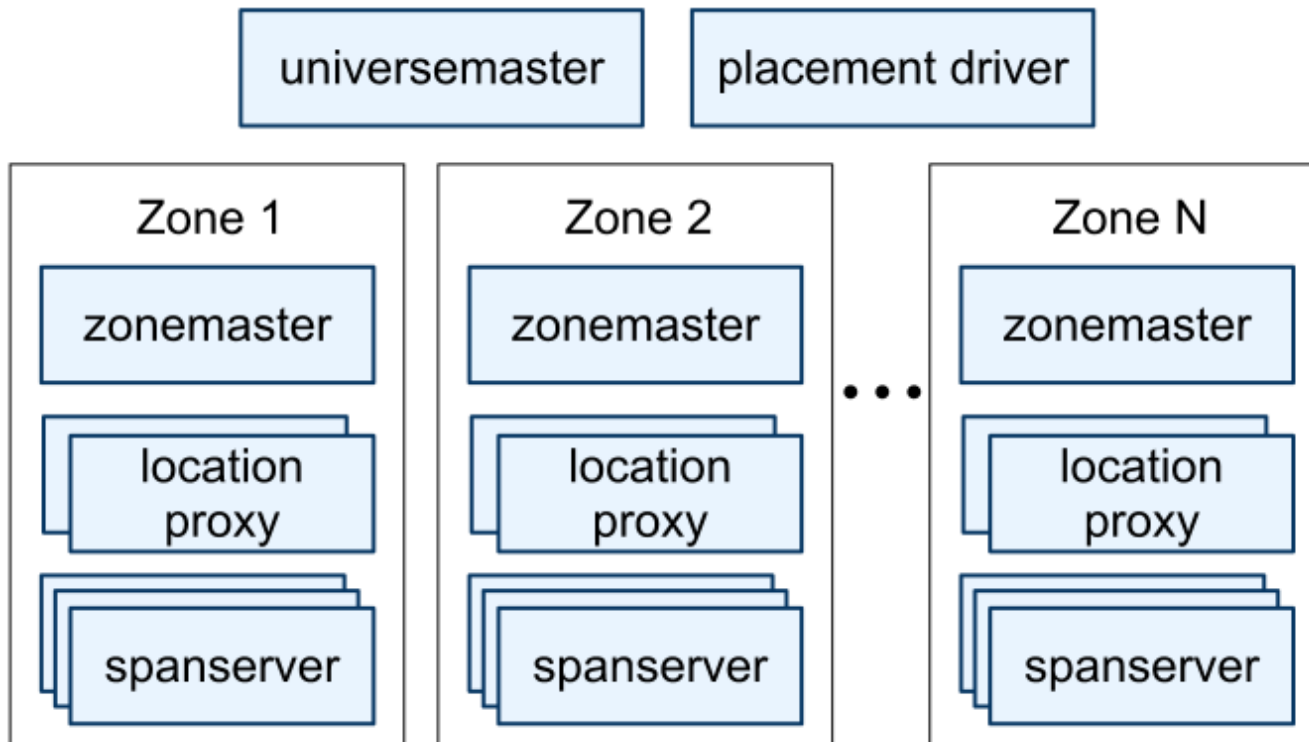 universemaster
placement driver
Zone 1
zonemaster
location
proxy
spanserver
Zone 2
zonemaster
location
proxy
spanserver
...
Zone N
zonemaster
location
proxy
spanserver